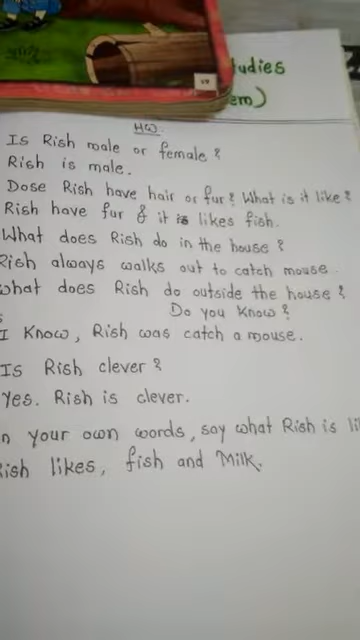 tudies
em)
HW.
Is Rish male or female?
Rish is male.
Dose Rish have hair or fur? What is it like?
Rish have fur & it is likes fish.
What does Rish do in the house?
Rish always walks out to catch mouse.
What does Rish do outside the house?
Do you Know?
I Know, Rish was catch a mouse.
Is Rish clever?
Yes. Rish is clever.
n your own words, say what Rish is li
Rish likes, fish and Milk.